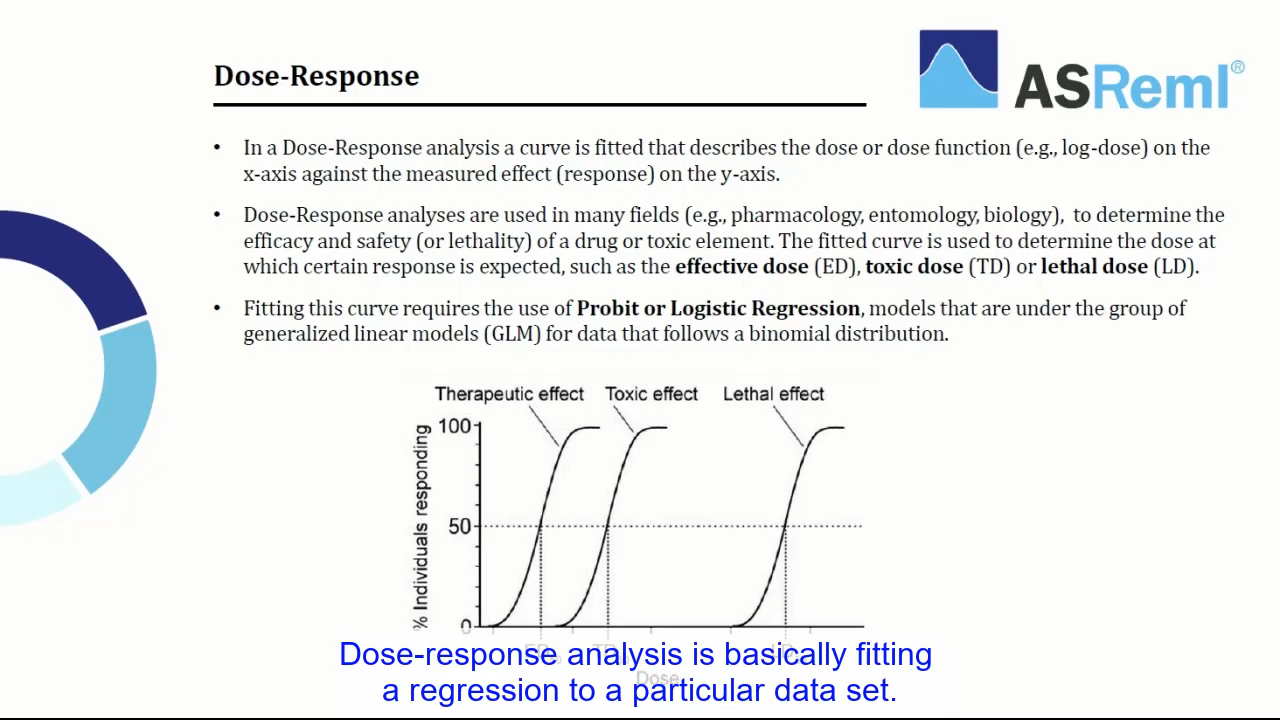 Dose-Response
ASReml®
• In a Dose-Response analysis a curve is fitted that describes the dose or dose function (e.g., log-dose) on the
x-axis against the measured effect (response) on the y-axis.
• Dose-Response analyses are used in many fields (e.g., pharmacology, entomology, biology), to determine the
efficacy and safety (or lethality) of a drug or toxic element. The fitted curve is used to determine the dose at
which certain response is expected, such as the effective dose (ED), toxic dose (TD) or lethal dose (LD).
• Fitting this curve requires the use of Probit or Logistic Regression, models that are under the group of
generalized linear models (GLM) for data that follows a binomial distribution.
Therapeutic effect Toxic effect Lethal effect
% Individuals responding
100
50
0
Dose
Dose-response analysis is basically fitting
a regression to a particular data set.